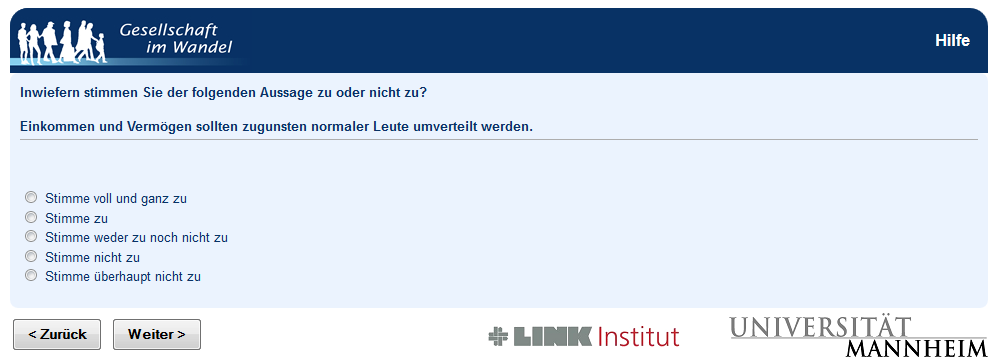 Gesellschaft
im Wandel
Hilfe
Inwiefern stimmen Sie der folgenden Aussage zu oder nicht zu?
Einkommen und Vermögen sollten zugunsten normaler Leute umverteilt werden.
Stimme voll und ganz zu
Stimme zu
Stimme weder zu noch nicht zu
Stimme nicht zu
Stimme überhaupt nicht zu
< Zurück
Weiter >
LINK Institut
UNIVERSITÄT
MANNHEIM